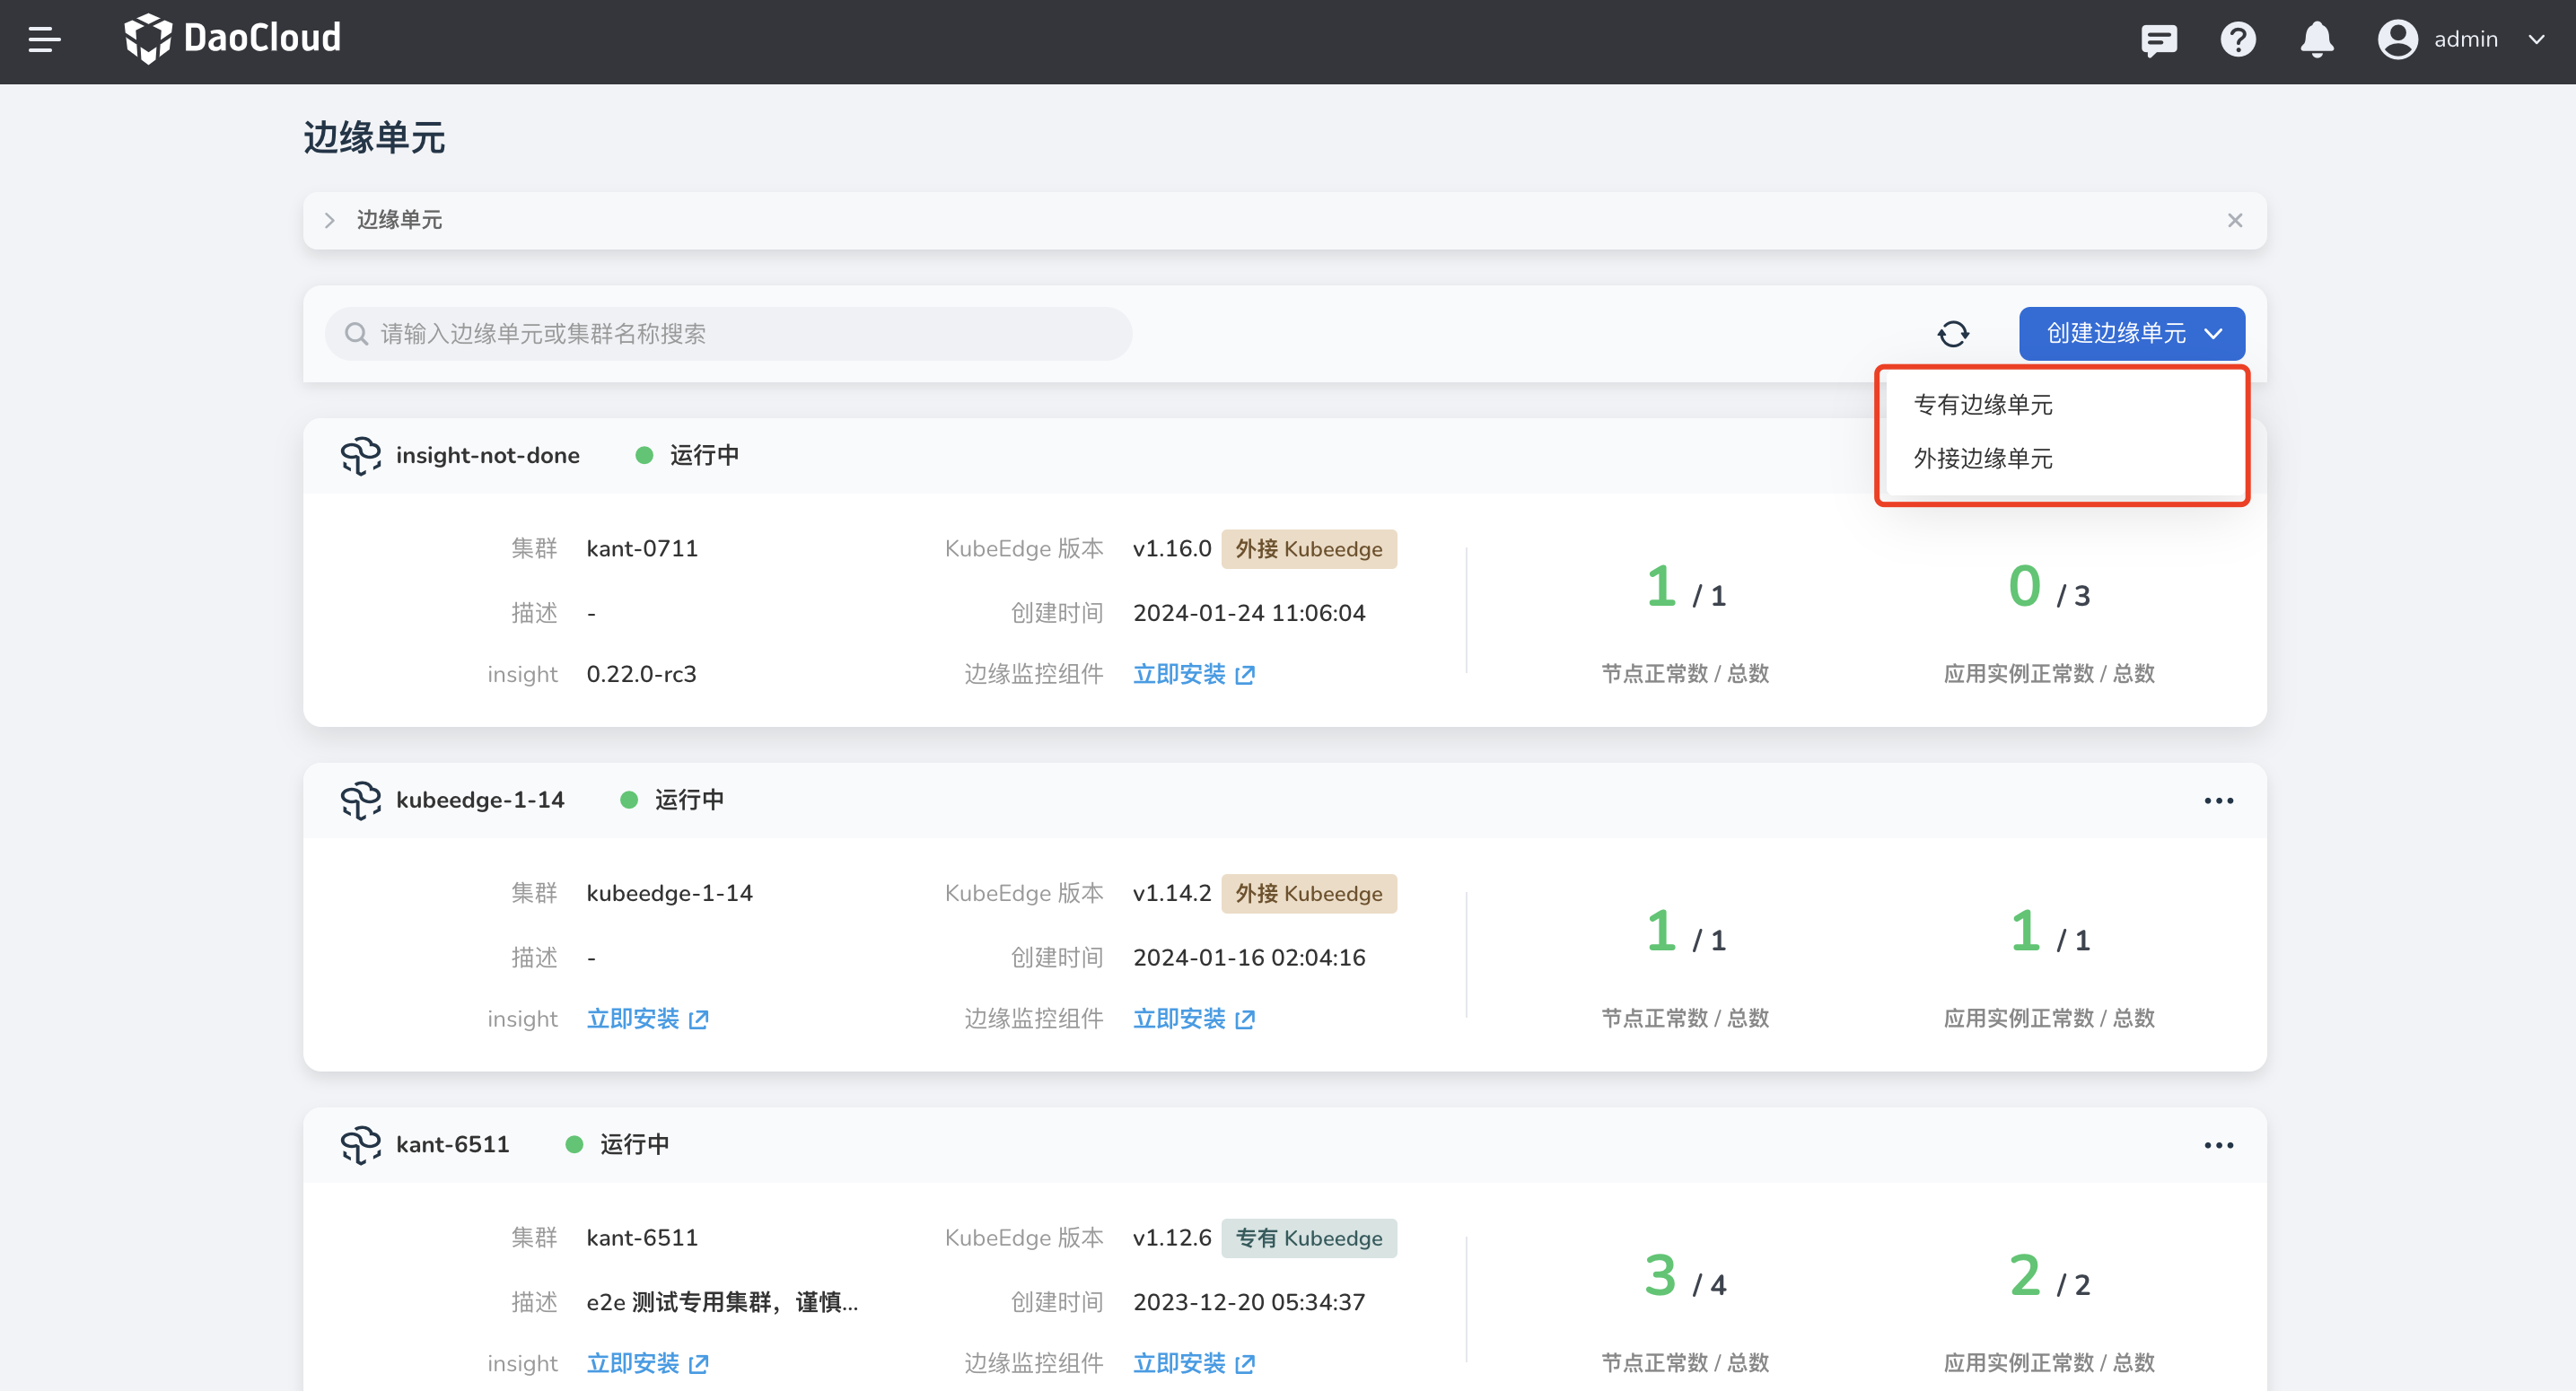 DaoCloud
admin
边缘单元
边缘单元
请输入边缘单元或集群名称搜索
创建边缘单元
专有边缘单元
外接边缘单元
insight-not-done 运行中
集群 kant-0711 KubeEdge 版本 v1.16.0 外接 Kubeedge
1 / 1 0 / 3
描述 - 创建时间 2024-01-24 11:06:04
insight 0.22.0-rc3 边缘监控组件 立即安装 节点正常数 / 总数 应用实例正常数 / 总数
kubeedge-1-14 运行中
集群 kubeedge-1-14 KubeEdge 版本 v1.14.2 外接 Kubeedge
1 / 1 1 / 1
描述 - 创建时间 2024-01-16 02:04:16
insight 立即安装 边缘监控组件 立即安装 节点正常数 / 总数 应用实例正常数 / 总数
kant-6511 运行中
集群 kant-6511 KubeEdge 版本 v1.12.6 专有 Kubeedge
3 / 4 2 / 2
描述 e2e 测试专用集群，谨慎... 创建时间 2023-12-20 05:34:37
insight 立即安装 边缘监控组件 立即安装 节点正常数 / 总数 应用实例正常数 / 总数